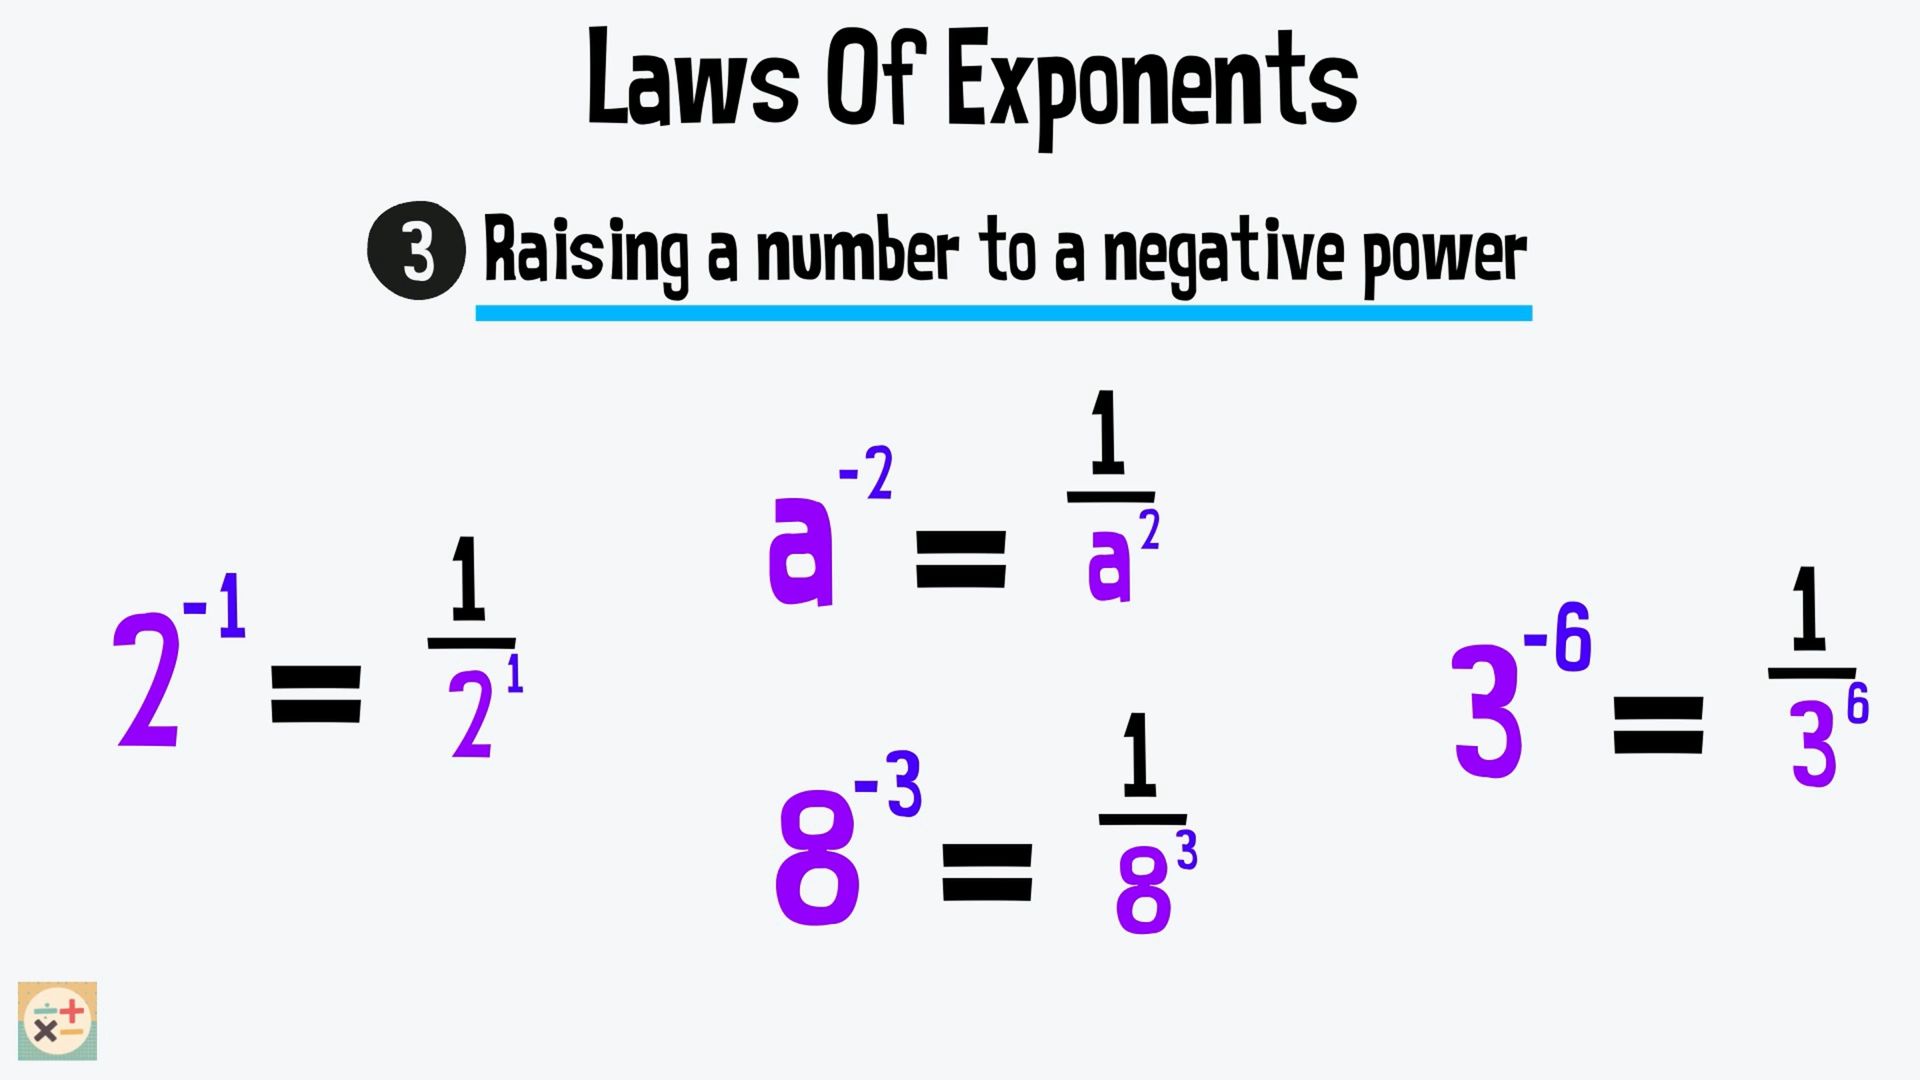 Laws Of Exponents
3 Raising a number to a negative power
2^-1 = 1/2^1
a^-2 = 1/a^2
8^-3 = 1/8^3
3^-6 = 1/3^6